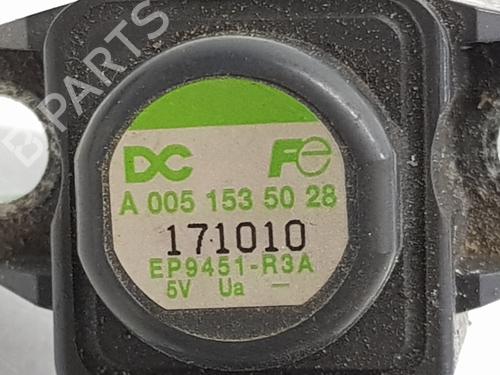 B PARTS
DC Fe
A 005 153 50 28
171010
EP9451-R3A
5V Ua —